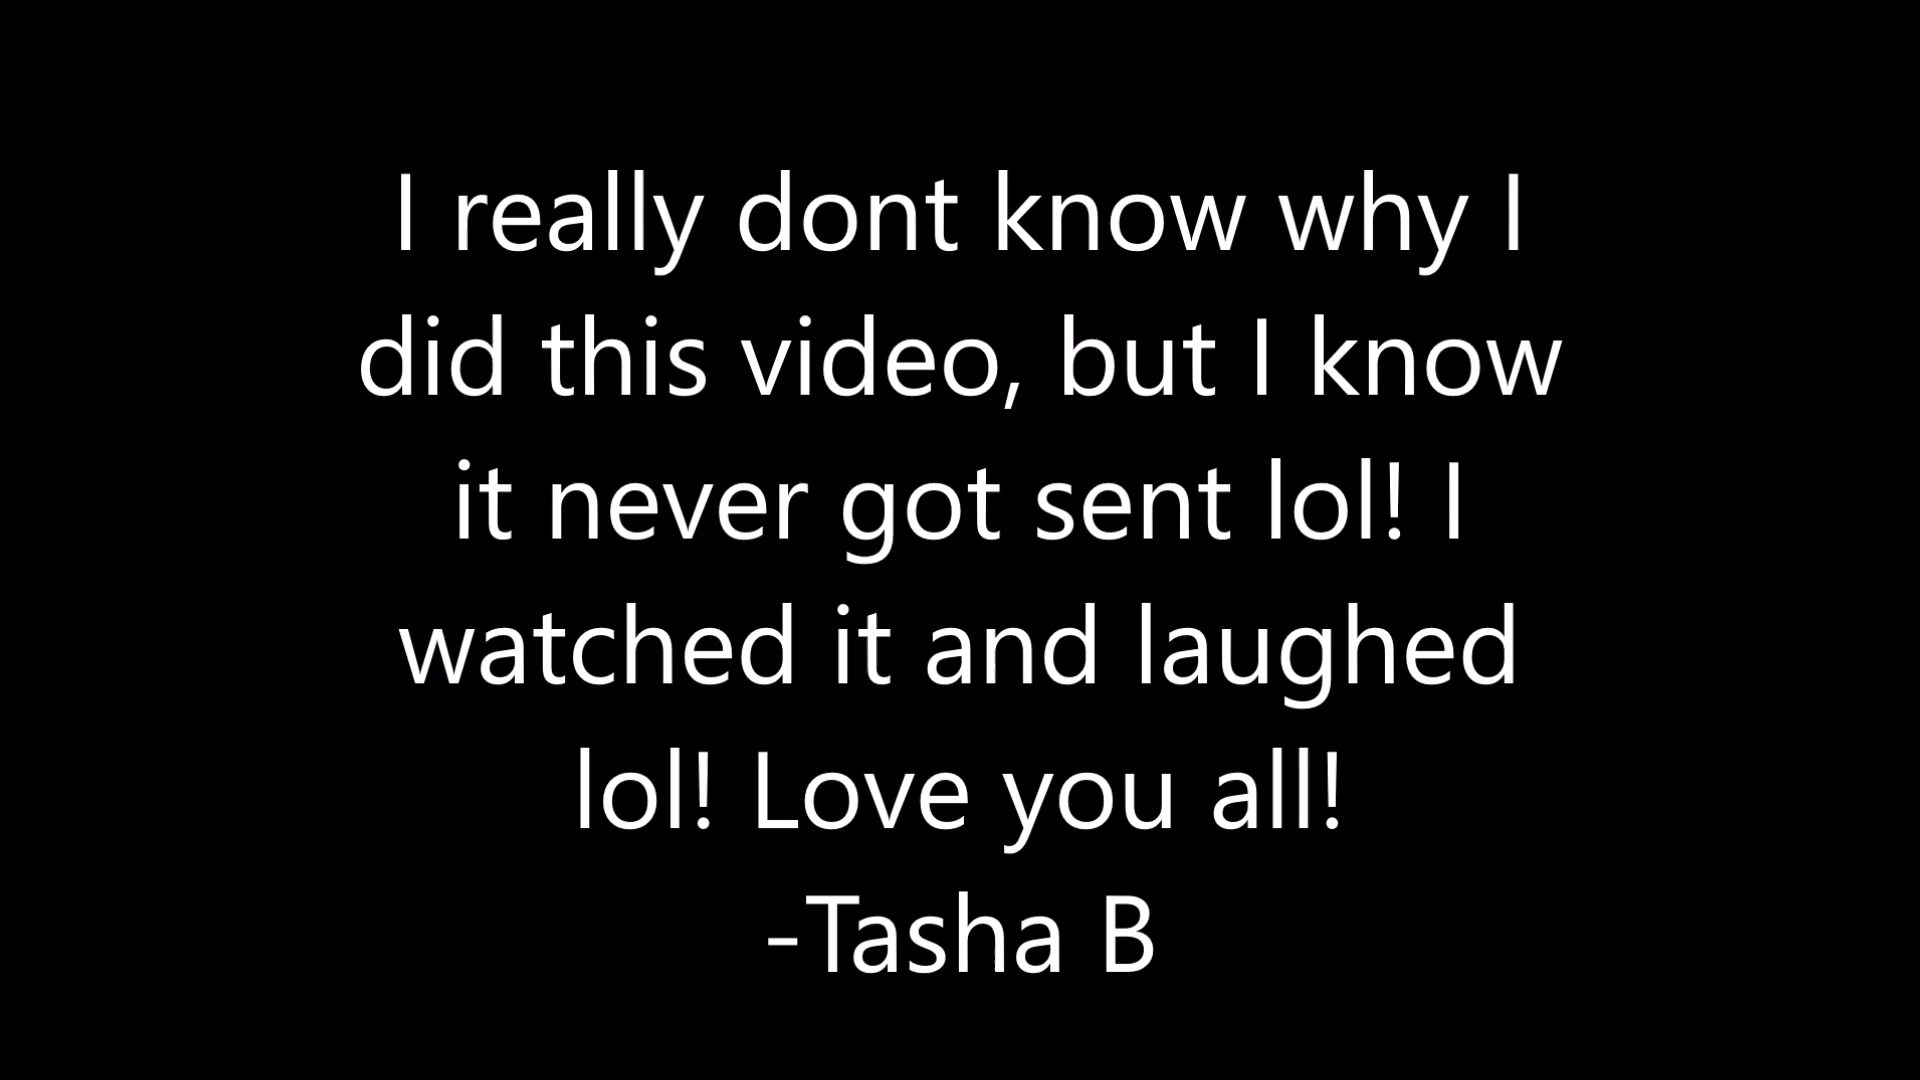 I really dont know why I
did this video, but I know
it never got sent lol! I
watched it and laughed
lol! Love you all!
-Tasha B